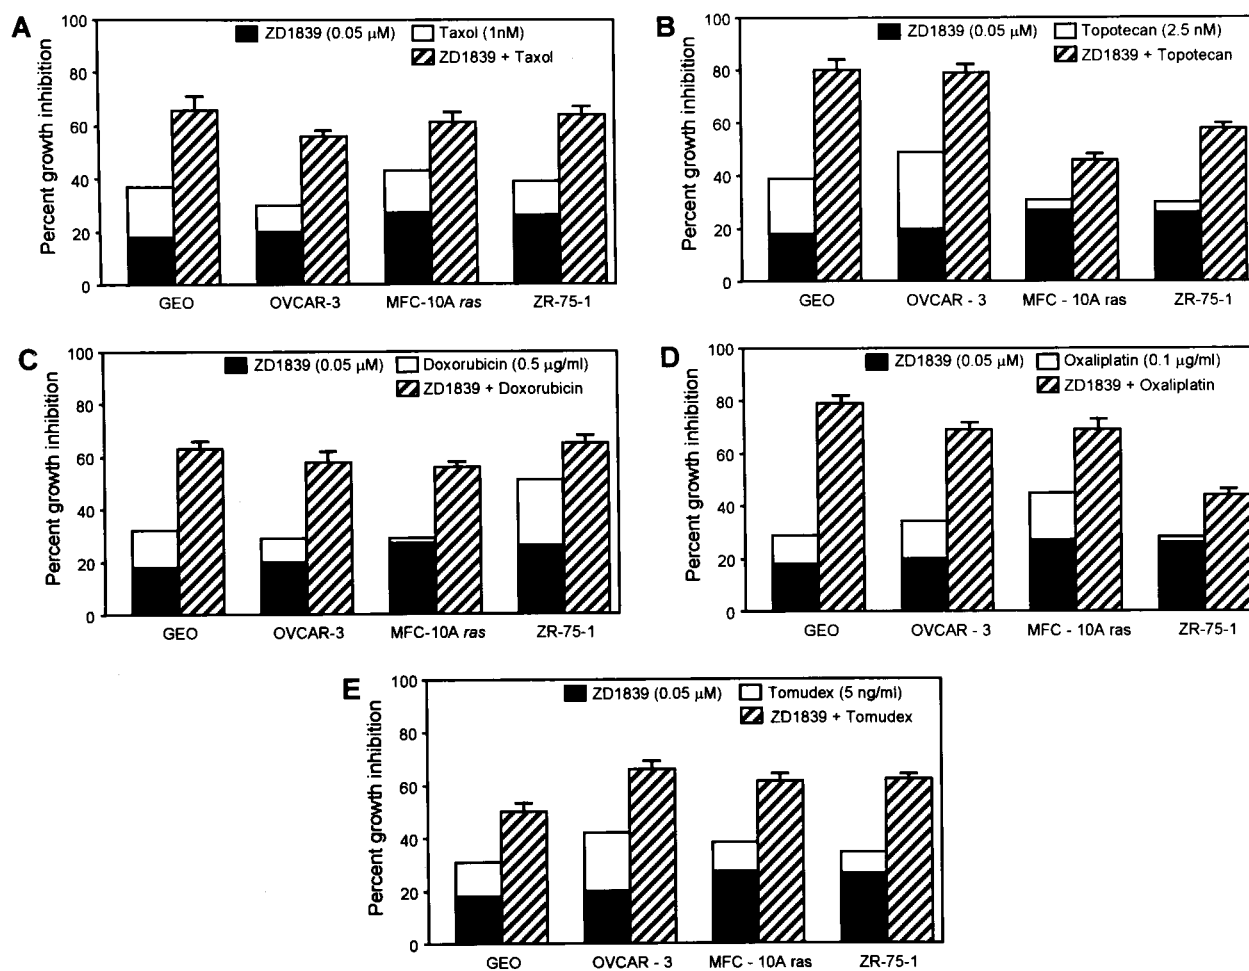 A
ZD1839 (0.05 µM) Taxol (1nM)
ZD1839 + Taxol
Percent growth inhibition
100
80
60
40
20
0
GEO OVCAR-3 MFC-10A ras ZR-75-1
B
ZD1839 (0.05 µM) Topotecan (2.5 nM)
ZD1839 + Topotecan
Percent growth inhibition
100
80
60
40
20
0
GEO OVCAR - 3 MFC - 10A ras ZR-75-1
C
ZD1839 (0.05 µM) Doxorubicin (0.5 µg/ml)
ZD1839 + Doxorubicin
Percent growth inhibition
100
80
60
40
20
0
GEO OVCAR-3 MFC-10A ras ZR-75-1
D
ZD1839 (0.05 µM) Oxaliplatin (0.1 µg/ml)
ZD1839 + Oxaliplatin
Percent growth inhibition
100
80
60
40
20
0
GEO OVCAR - 3 MFC - 10A ras ZR-75-1
E
ZD1839 (0.05 µM) Tomudex (5 ng/ml)
ZD1839 + Tomudex
Percent growth inhibition
100
80
60
40
20
0
GEO OVCAR - 3 MFC - 10A ras ZR-75-1